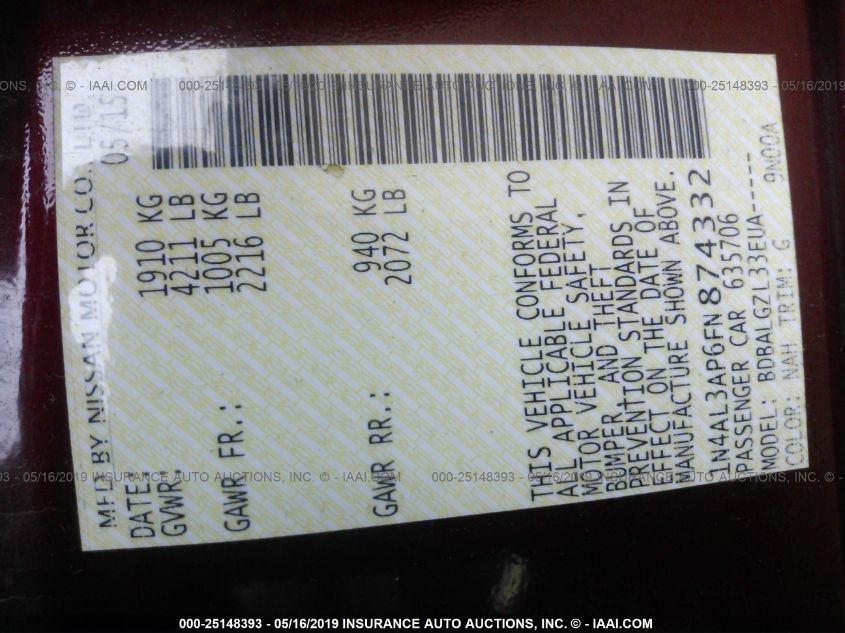 MFD BY NISSAN MOTOR CO., LTD.
DATE: 05/15
GVWR: 1910 KG
4211 LB
GAWR FR.: 1005 KG
2216 LB
GAWR RR.: 940 KG
2072 LB
THIS VEHICLE CONFORMS TO
ALL APPLICABLE FEDERAL
MOTOR VEHICLE SAFETY,
BUMPER, AND THEFT
PREVENTION STANDARDS IN
EFFECT ON THE DATE OF
MANUFACTURE SHOWN ABOVE.
1N4AL3AP6FN874332
PASSENGER CAR 635706
MODEL: BDBALGZL33EUA-----
COLOR: NAH TRIM: G 9N00A
000-25148393 - 05/16/2019 INSURANCE AUTO AUCTIONS, INC. © - IAAI.COM